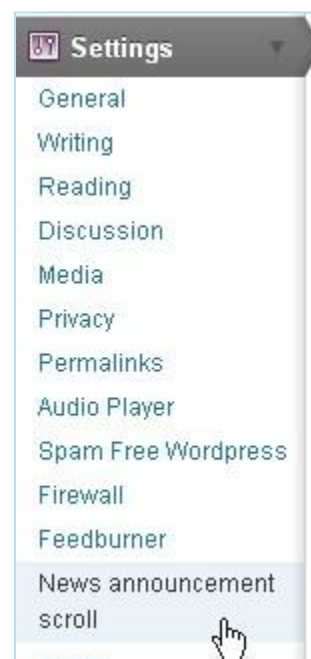 Settings
General
Writing
Reading
Discussion
Media
Privacy
Permalinks
Audio Player
Spam Free Wordpress
Firewall
Feedburner
News announcement
scroll